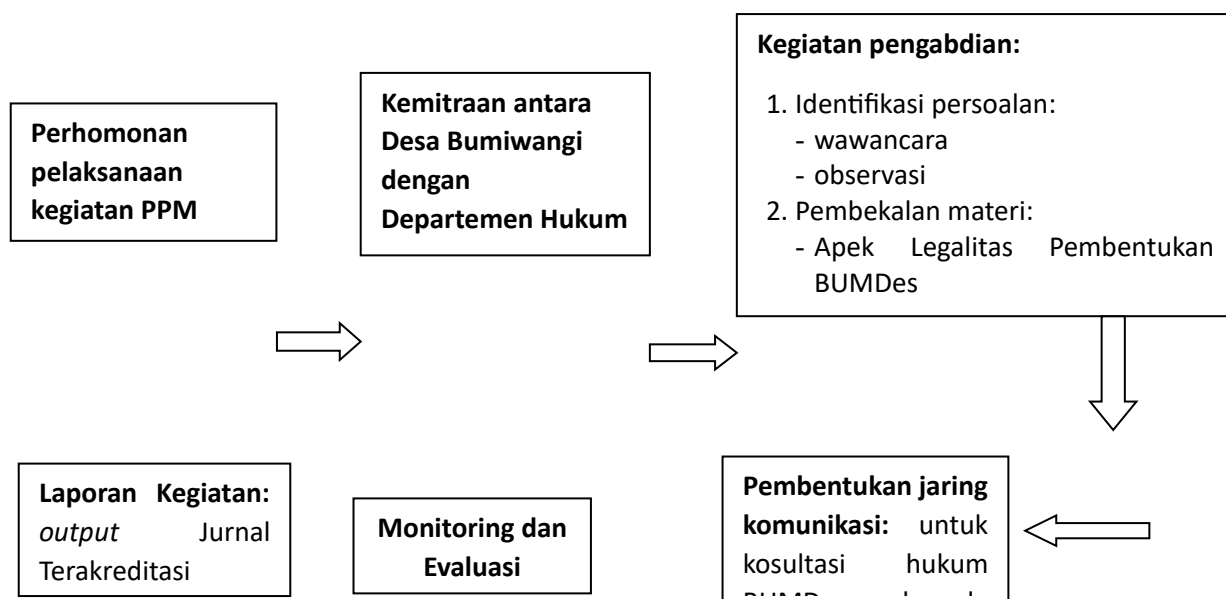 Perhomonan
pelaksanaan
kegiatan PPM
Kemitraan antara
Desa Bumiwangi
dengan
Departemen Hukum
Kegiatan pengabdian:
1. Identifikasi persoalan:
- wawancara
- observasi
2. Pembekalan materi:
- Apek Legalitas Pembentukan
BUMDes
Pembentukan jaring
komunikasi: untuk
kosultasi hukum
Monitoring dan
Evaluasi
Laporan Kegiatan:
output Jurnal
Terakreditasi